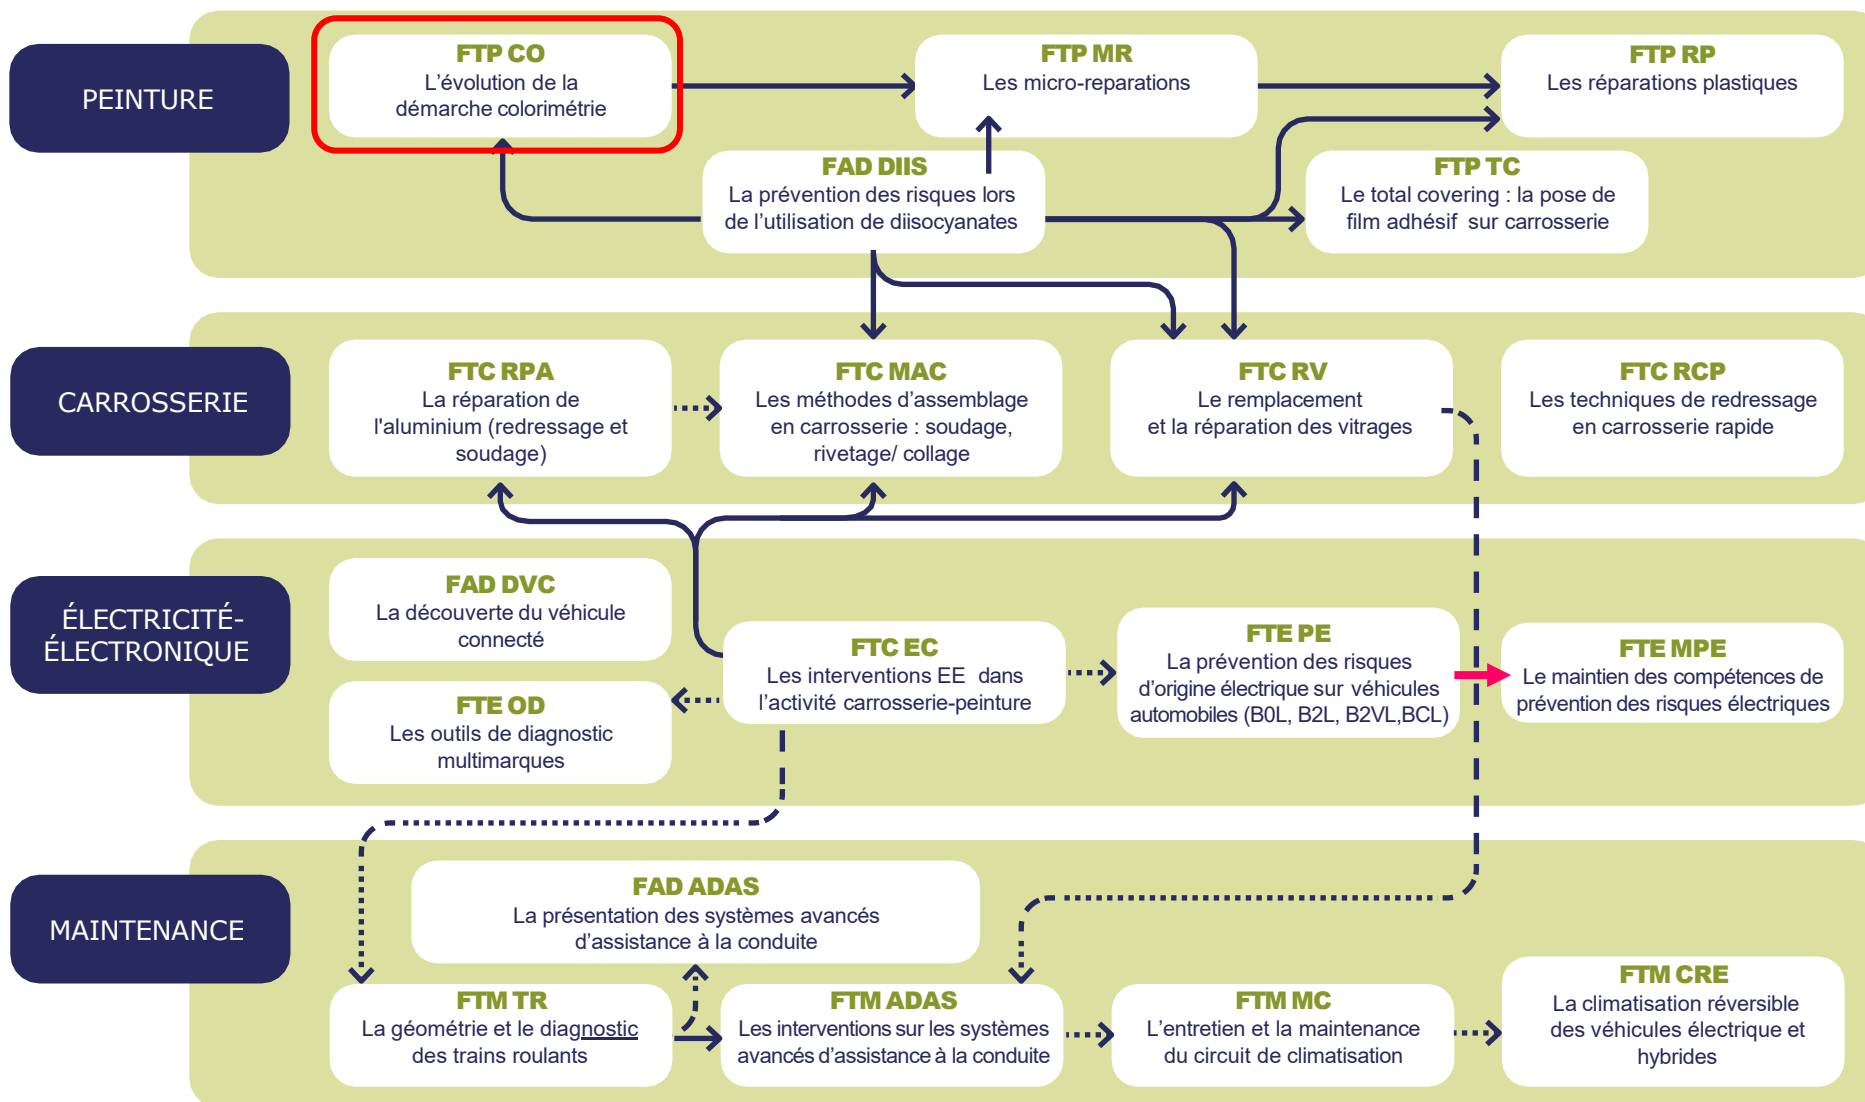 PEINTURE
FTP CO
L'évolution de la
démarche colorimétrie
FTP MR
Les micro-reparations
FTP RP
Les réparations plastiques
FAD DIIS
La prévention des risques lors
de l'utilisation de diisocyanates
FTP TC
Le total covering : la pose de
film adhésif sur carrosserie
CARROSSERIE
FTC RPA
La réparation de
l'aluminium (redressage et
soudage)
FTC MAC
Les méthodes d'assemblage
en carrosserie : soudage,
rivetage/ collage
FTC RV
Le remplacement
et la réparation des vitrages
FTC RCP
Les techniques de redressage
en carrosserie rapide
ÉLECTRICITÉ-
ÉLECTRONIQUE
FAD DVC
La découverte du véhicule
connecté
FTE OD
Les outils de diagnostic
multimarques
FTC EC
Les interventions EE dans
l'activité carrosserie-peinture
FTE PE
La prévention des risques
d'origine électrique sur véhicules
automobiles (B0L, B2L, B2VL,BCL)
FTE MPE
Le maintien des compétences de
prévention des risques électriques
MAINTENANCE
FAD ADAS
La présentation des systèmes avancés
d'assistance à la conduite
FTM TR
La géométrie et le diagnostic
des trains roulants
FTM ADAS
Les interventions sur les systèmes
avancés d'assistance à la conduite
FTM MC
L'entretien et la maintenance
du circuit de climatisation
FTM CRE
La climatisation réversible
des véhicules électrique et
hybrides